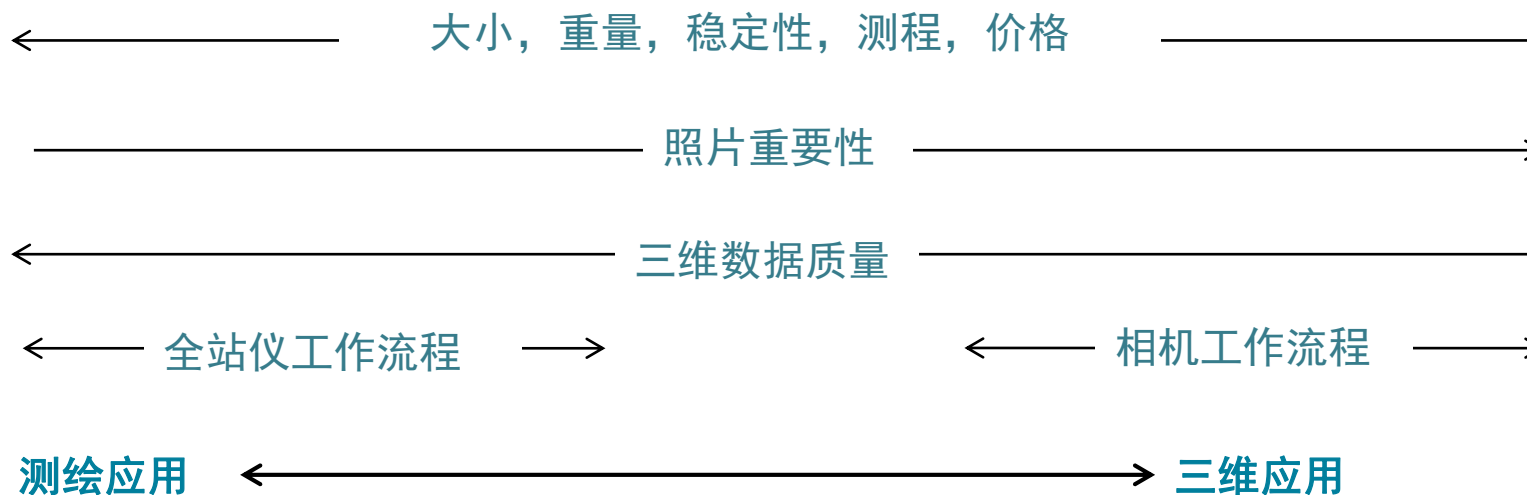 大小，重量，稳定性，测程，价格
照片重要性
三维数据质量
全站仪工作流程 相机工作流程
测绘应用 三维应用